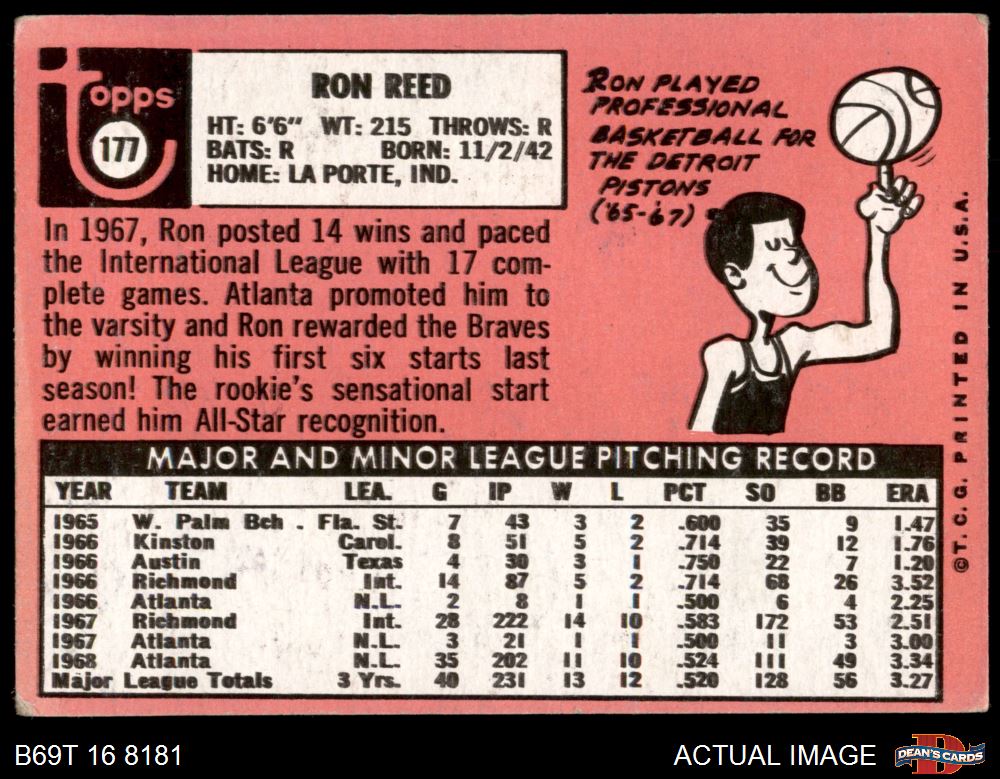 Topps
177
RON REED
HT: 6'6" WT: 215 THROWS: R
BATS: R BORN: 11/2/42
HOME: LA PORTE, IND.
RON PLAYED
PROFESSIONAL
BASKETBALL FOR
THE DETROIT
PISTONS
('65-'67)
In 1967, Ron posted 14 wins and paced
the International League with 17 com-
plete games. Atlanta promoted him to
the varsity and Ron rewarded the Braves
by winning his first six starts last
season! The rookie's sensational start
earned him All-Star recognition.
MAJOR AND MINOR LEAGUE PITCHING RECORD
YEAR TEAM LEA. G IP W L PCT SO BB ERA
1965 W. Palm Bch . Fla. St. 7 43 3 2 .600 35 9 1.47
1966 Kinston Carol. 8 51 5 2 .714 39 12 1.76
1966 Austin Texas 4 30 3 1 .750 22 7 1.20
1966 Richmond Int. 14 87 5 2 .714 68 26 3.52
1966 Atlanta N.L. 2 8 1 1 .500 6 4 2.25
1967 Richmond Int. 28 222 14 10 .583 172 53 2.51
1967 Atlanta N.L. 3 21 1 1 .500 11 3 3.00
1968 Atlanta N.L. 35 202 11 10 .524 111 49 3.34
Major League Totals 3 Yrs. 40 231 13 12 .520 128 56 3.27
©T. C. G. PRINTED IN U.S.A.
B69T 16 8181
ACTUAL IMAGE
DEAN'S CARDS